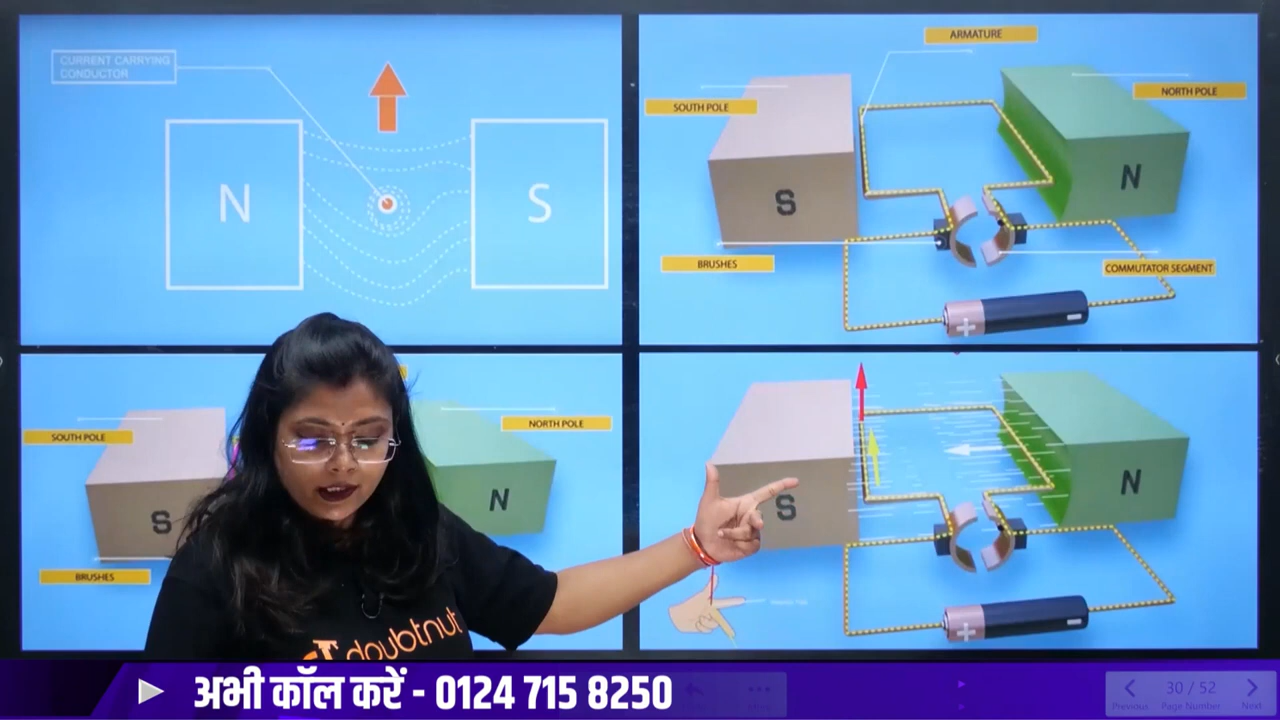 CURRENT CARRYING
CONDUCTOR
N
S
ARMATURE
SOUTH POLE
NORTH POLE
S
N
BRUSHES
COMMUTATOR SEGMENT
SOUTH POLE
NORTH POLE
S
N
BRUSHES
S
N
doubtnut
अभी कॉल करें - 0124 715 8250
30 / 52
Previous
Page Number
Next